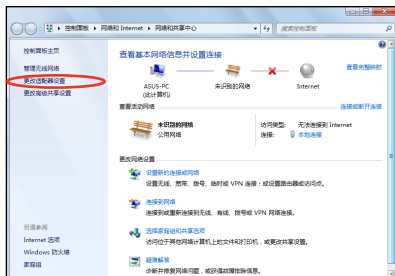 控制面板 ▸ 网络和 Internet ▸ 网络和共享中心
搜索控制面板
控制面板主页
管理无线网络
更改适配器设置
更改高级共享设置
另请参阅
Internet 选项
Windows 防火墙
家庭组
查看基本网络信息并设置连接
查看完整映射
ASUS-PC
(此计算机)
未识别的网络
Internet
查看活动网络
连接或断开连接
未识别的网络
公用网络
访问类型: 无法连接到 Internet
连接: 本地连接
更改网络设置
设置新的连接或网络
设置无线、宽带、拨号、临时或 VPN 连接；或设置路由器或访问点。
连接到网络
连接到或重新连接到无线、有线、拨号或 VPN 网络连接。
选择家庭组和共享选项
访问位于其他网络计算机上的文件和打印机，或更改共享设置。
疑难解答
诊断并修复网络问题，或获得故障排除信息。